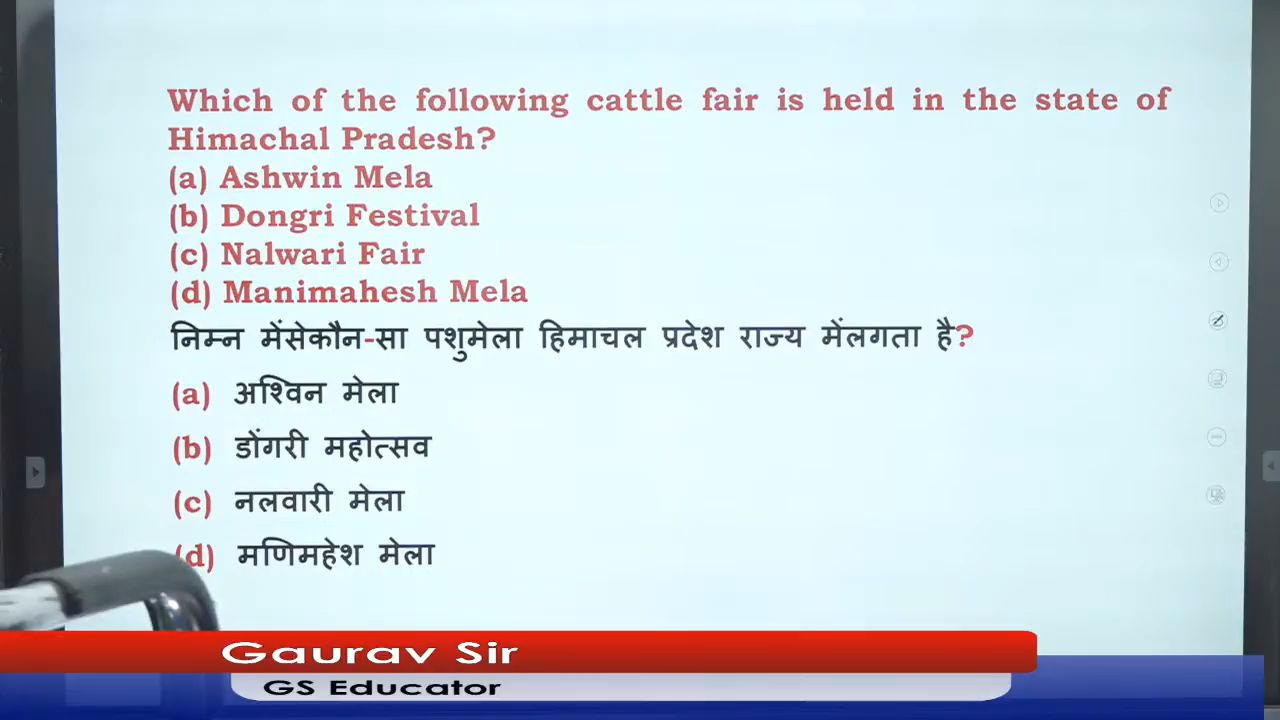 Which of the following cattle fair is held in the state of
Himachal Pradesh?
(a) Ashwin Mela
(b) Dongri Festival
(c) Nalwari Fair
(d) Manimahesh Mela
निम्न मेंसेकौन-सा पशुमेला हिमाचल प्रदेश राज्य मेंलगता है?
(a) अश्विन मेला
(b) डोंगरी महोत्सव
(c) नलवारी मेला
(d) मणिमहेश मेला
Gaurav Sir
GS Educator